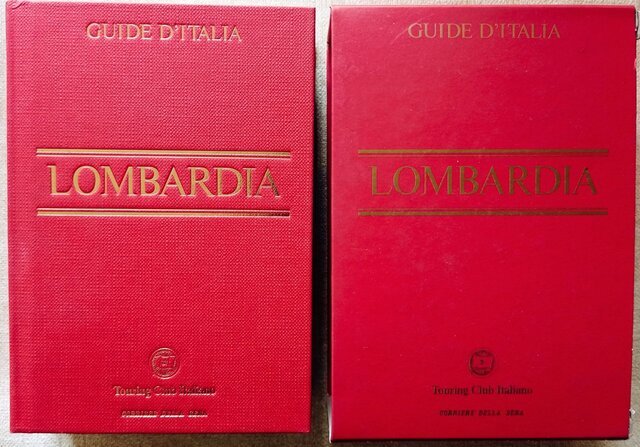 GUIDE D'ITALIA
LOMBARDIA
Touring Club Italiano
CORRIERE DELLA SERA
GUIDE D'ITALIA
LOMBARDIA
Touring Club Italiano
CORRIERE DELLA SERA